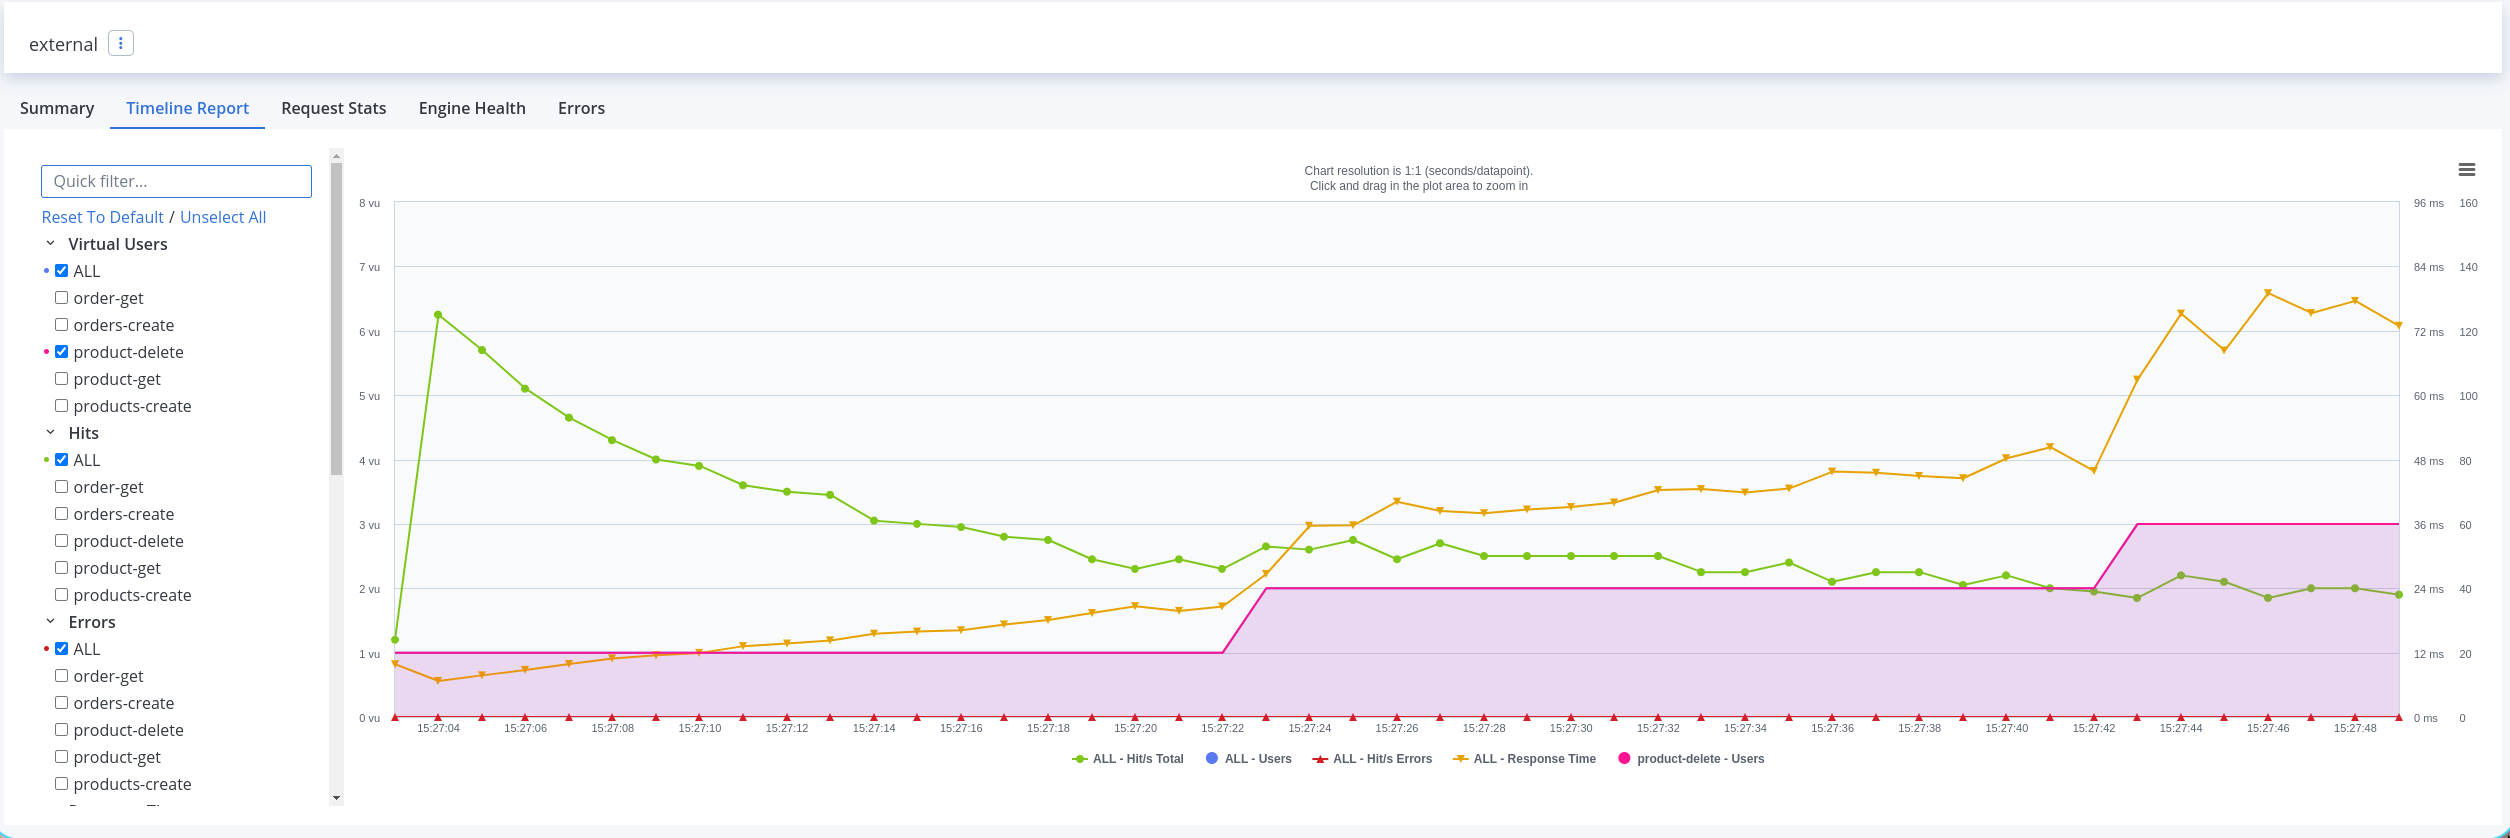 external
Summary Timeline Report Request Stats Engine Health Errors
Quick filter...
Reset To Default / Unselect All
Virtual Users
ALL
order-get
orders-create
product-delete
product-get
products-create
Hits
ALL
order-get
orders-create
product-delete
product-get
products-create
Errors
ALL
order-get
orders-create
product-delete
product-get
products-create
Chart resolution is 1:1 (seconds/datapoint).
Click and drag in the plot area to zoom in
8 vu 96 ms 160
7 vu 84 ms 140
6 vu 72 ms 120
5 vu 60 ms 100
4 vu 48 ms 80
3 vu 36 ms 60
2 vu 24 ms 40
1 vu 12 ms 20
0 vu 0 ms 0
15:27:04 15:27:06 15:27:08 15:27:10 15:27:12 15:27:14 15:27:16 15:27:18 15:27:20 15:27:22 15:27:24 15:27:26 15:27:28 15:27:30 15:27:32 15:27:34 15:27:36 15:27:38 15:27:40 15:27:42 15:27:44 15:27:46 15:27:48
ALL - Hit/s Total ALL - Users ALL - Hit/s Errors ALL - Response Time product-delete - Users